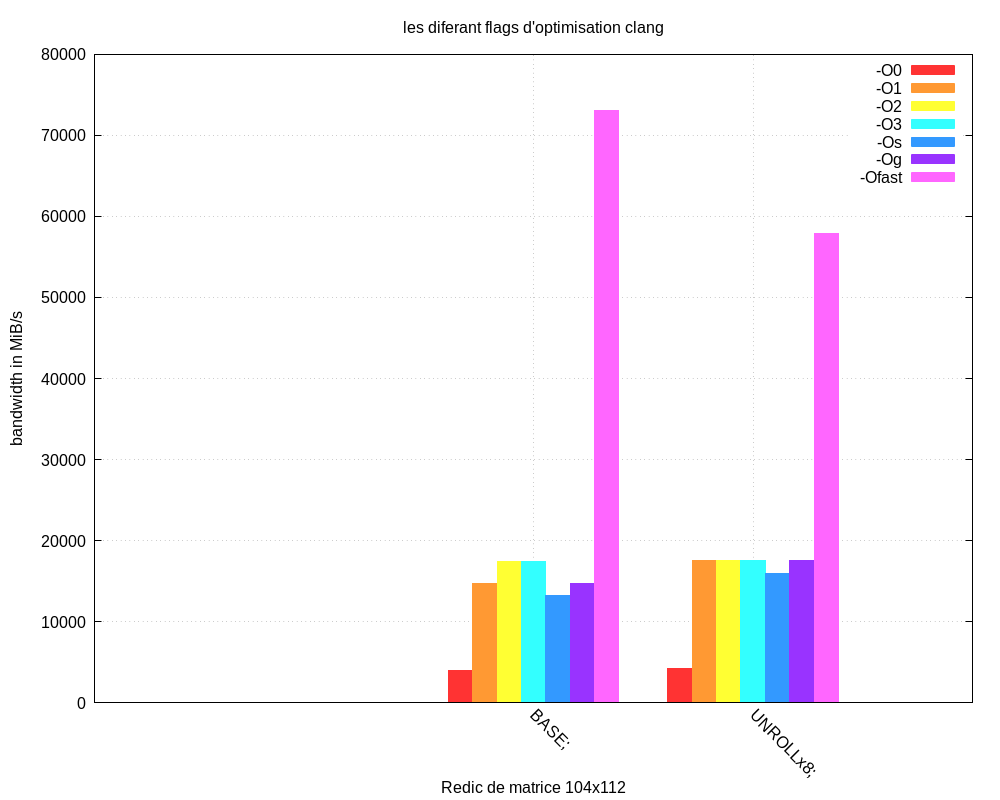 les diferant flags d'optimisation clang
80000
70000
60000
50000
40000
30000
20000
10000
0
bandwidth in MiB/s
-O0
-O1
-O2
-O3
-Os
-Og
-Ofast
BASE;
UNROLLx8;
Redic de matrice 104x112